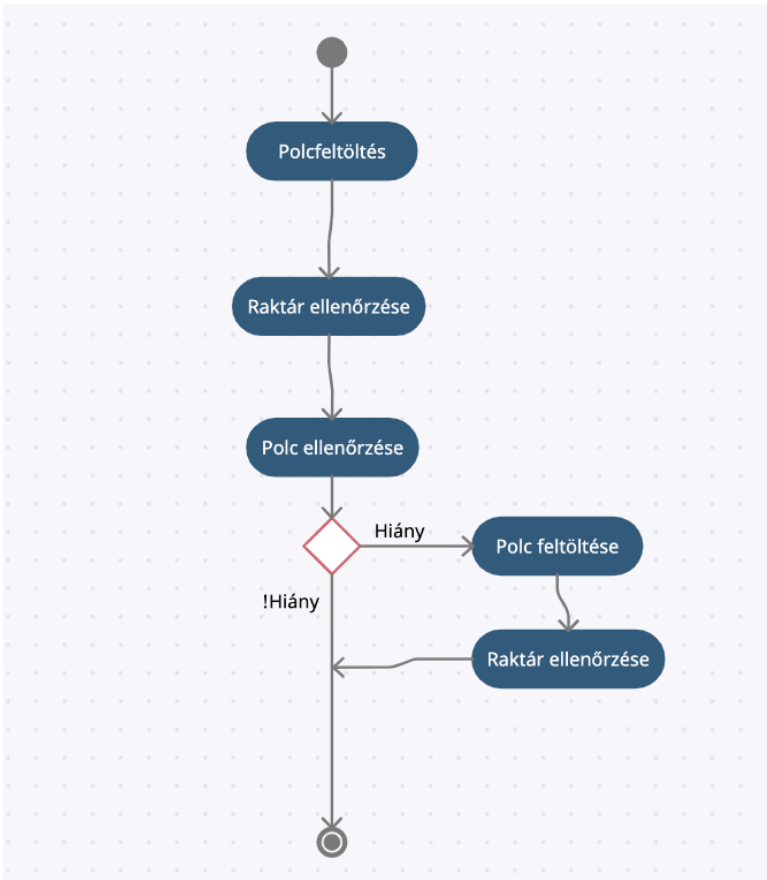 Polcfeltöltés
Raktár ellenőrzése
Polc ellenőrzése
Hiány
Polc feltöltése
!Hiány
Raktár ellenőrzése